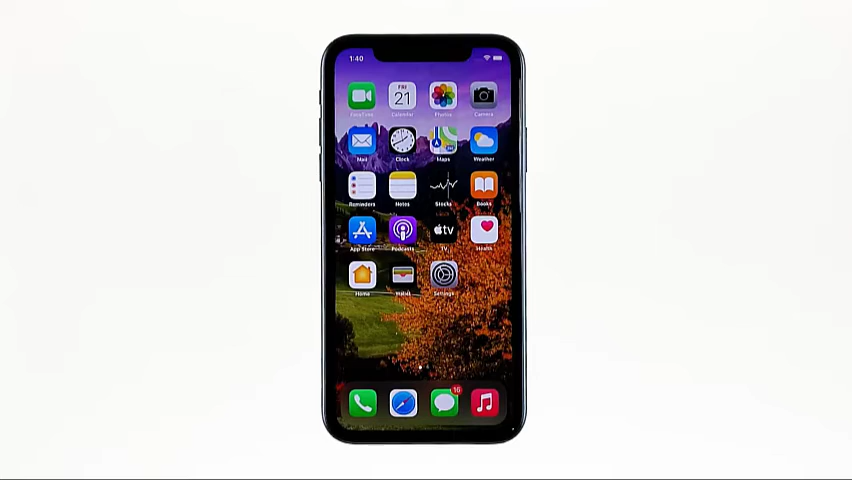 1:40
FRI
21
FaceTime Calendar Photos Camera
Mail Clock Maps Weather
Reminders Notes Stocks Books
tv
App Store Podcasts TV Health
Home Wallet Settings
16